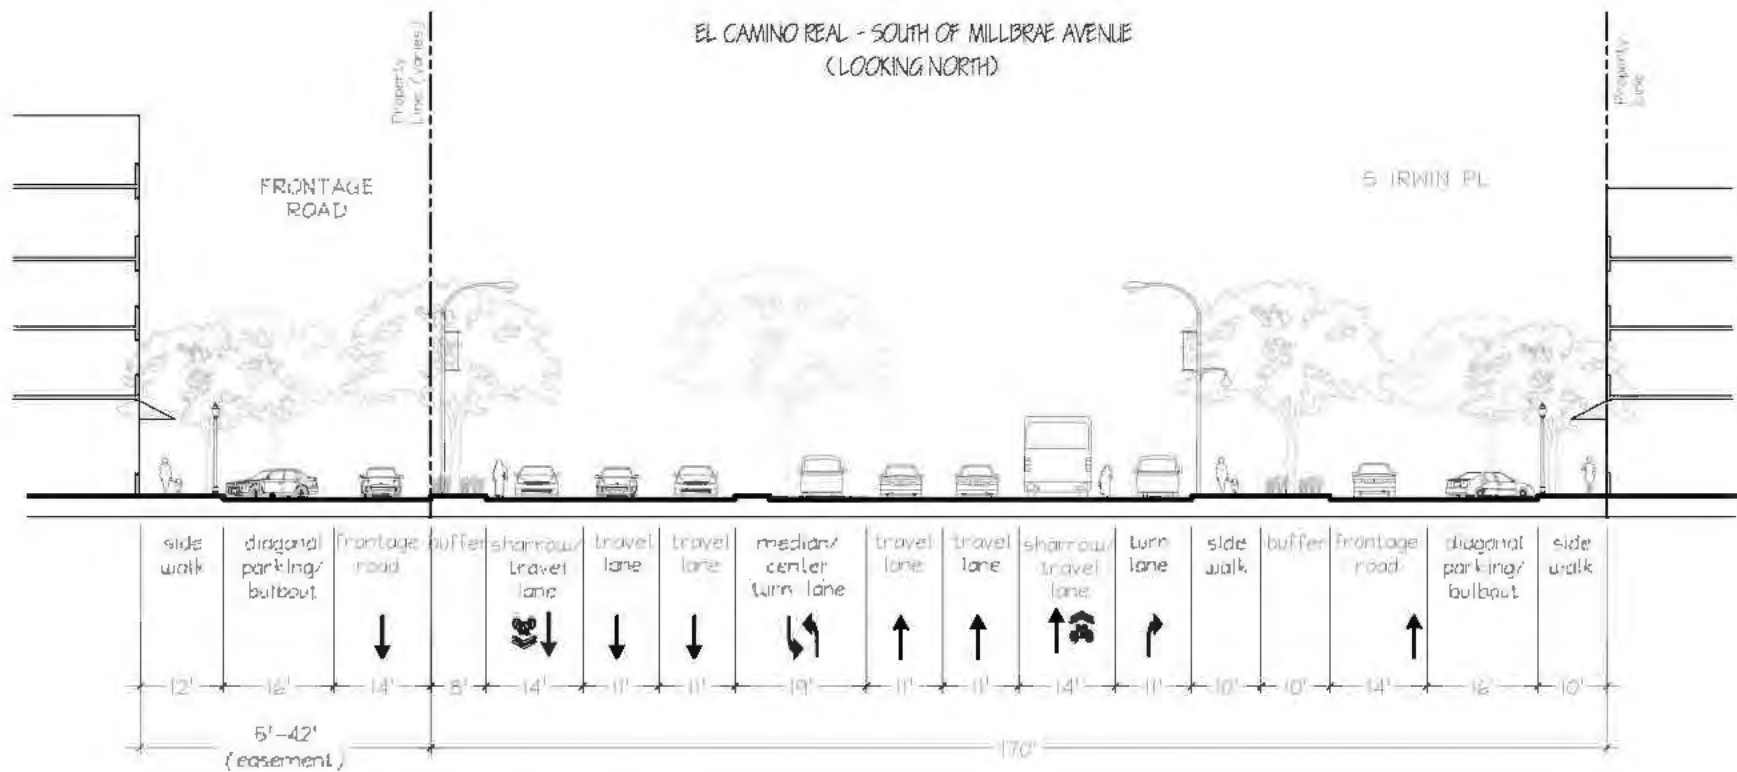 EL CAMINO REAL - SOUTH OF MILLBRAE AVENUE
(LOOKING NORTH)
Property
Line (varies)
Property
Line
FRONTAGE
ROAD
S IRWIN PL
side
walk
diagonal
parking/
bulbout
frontage
road
buffer
sharrow/
travel
lane
travel
lane
travel
lane
median/
center
turn lane
travel
lane
travel
lane
sharrow/
travel
lane
turn
lane
side
walk
buffer
frontage
road
diagonal
parking/
bulbout
side
walk
12' 16' 14' 8' 14' 11' 11' 19' 11' 11' 14' 11' 10' 10' 14' 16' 10'
-42'
(easement)
170'